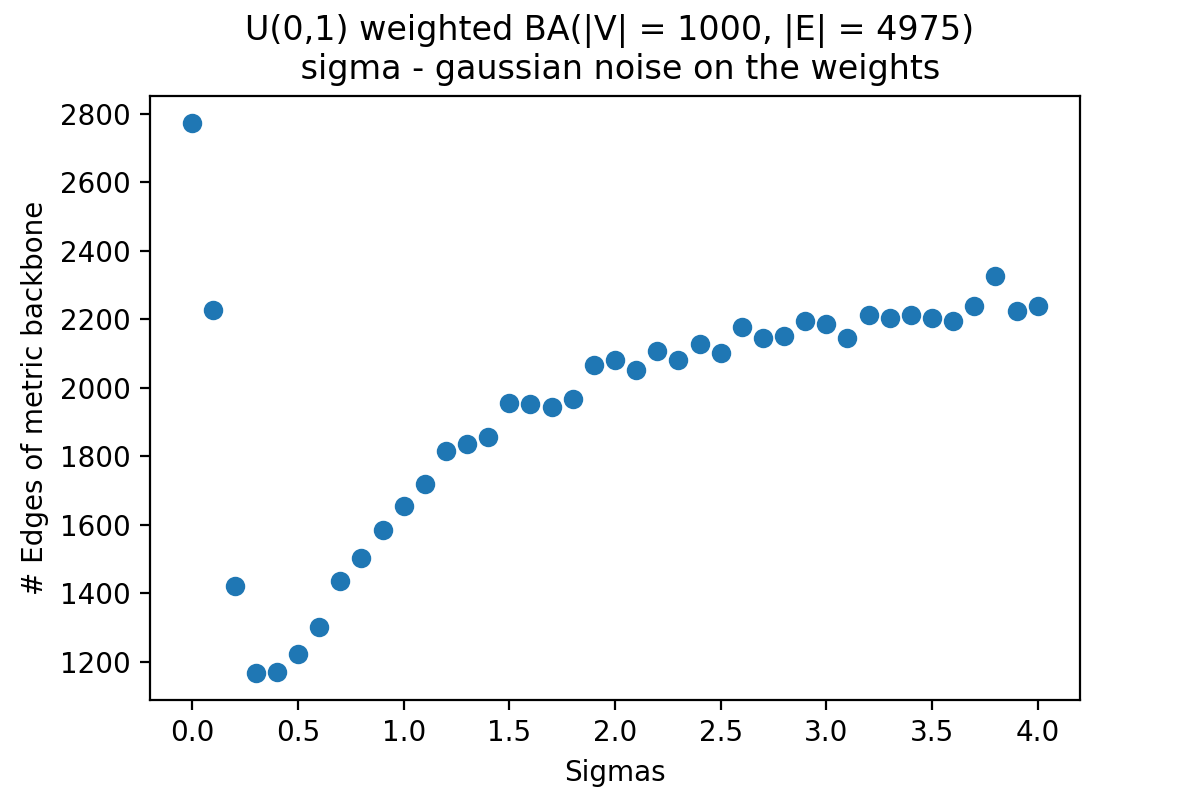 U(0,1) weighted BA(|V| = 1000, |E| = 4975)
sigma - gaussian noise on the weights
# Edges of metric backbone
2800
2600
2400
2200
2000
1800
1600
1400
1200
0.0 0.5 1.0 1.5 2.0 2.5 3.0 3.5 4.0
Sigmas